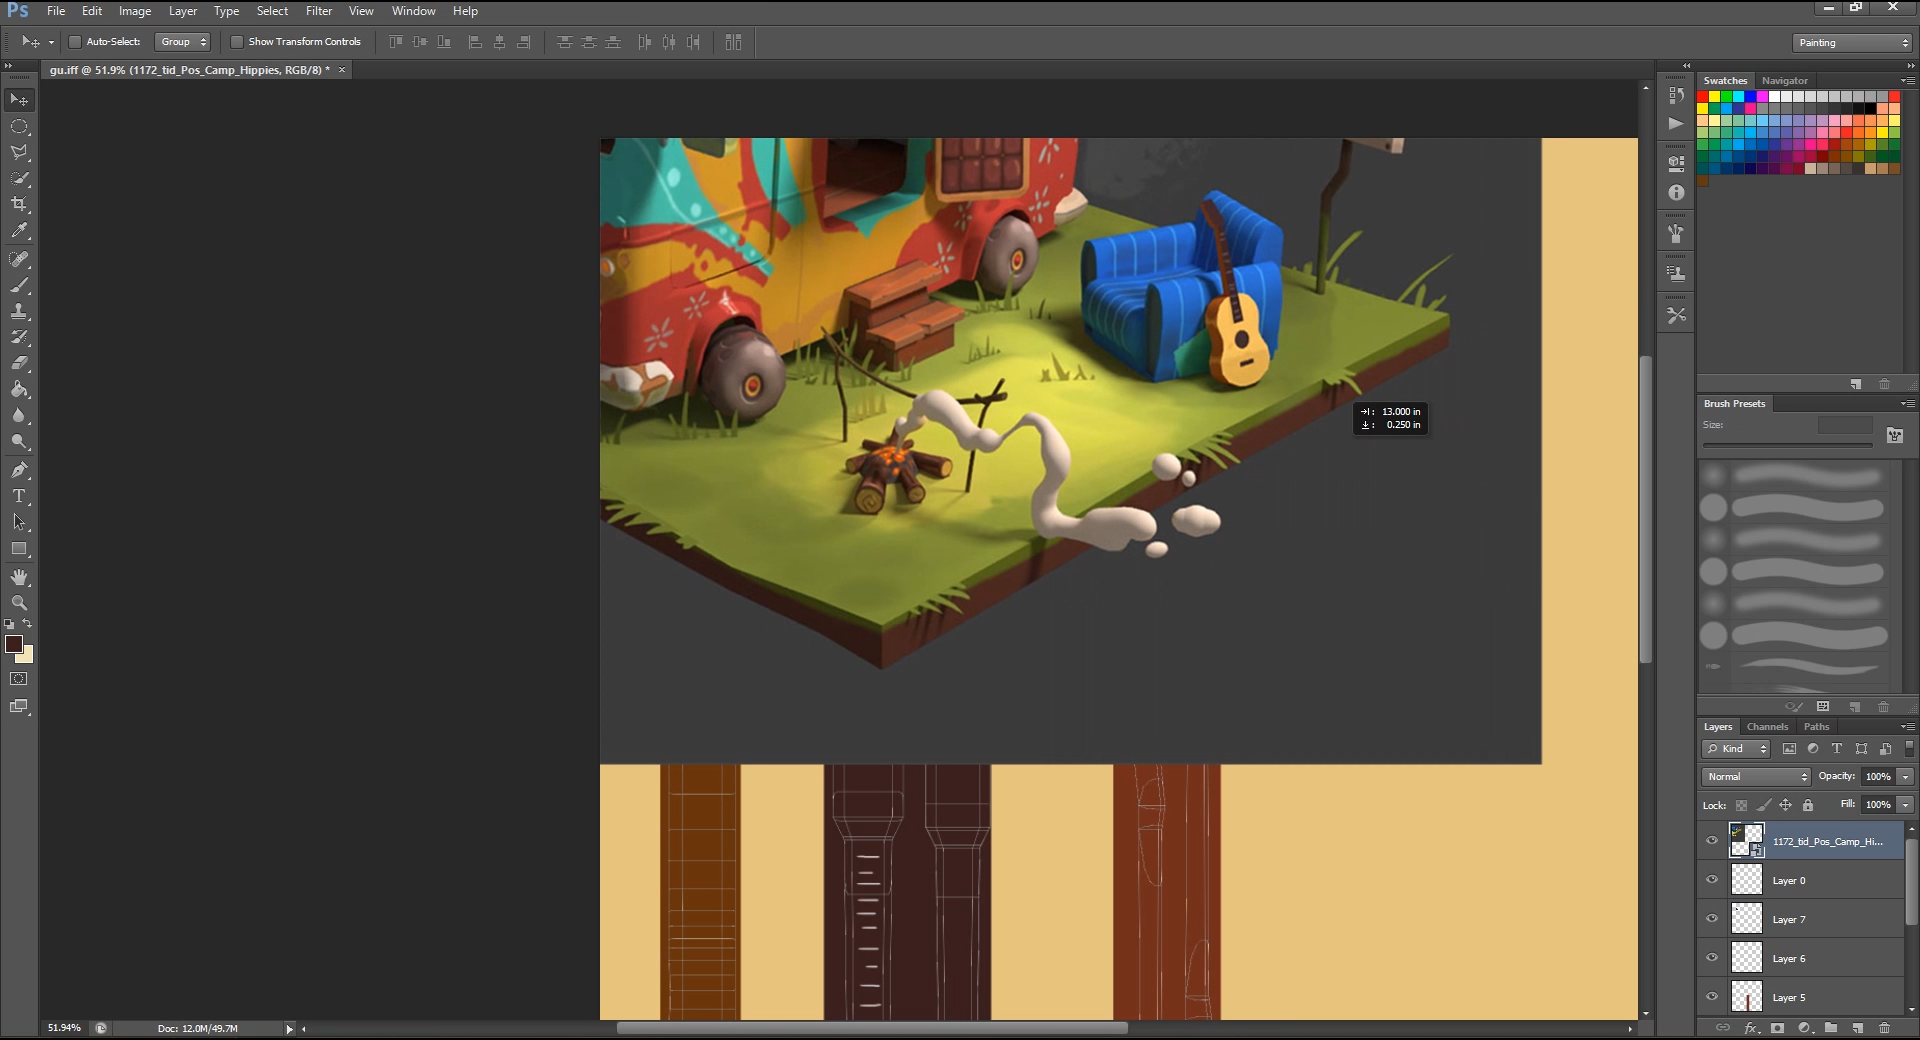 Ps File Edit Image Layer Type Select Filter View Window Help
Auto-Select: Group Show Transform Controls Painting
gu.iff @ 51.9% (1172_tid_Pos_Camp_Hippies, RGB/8) * ×
Swatches Navigator
Brush Presets
Size:
→I: 13.000 in
↓: 0.250 in
Layers Channels Paths
Kind
Normal Opacity: 100%
Lock: Fill: 100%
1172_tid_Pos_Camp_Hi...
Layer 0
Layer 7
Layer 6
Layer 5
51.94% Doc: 12.0M/49.7M
fx